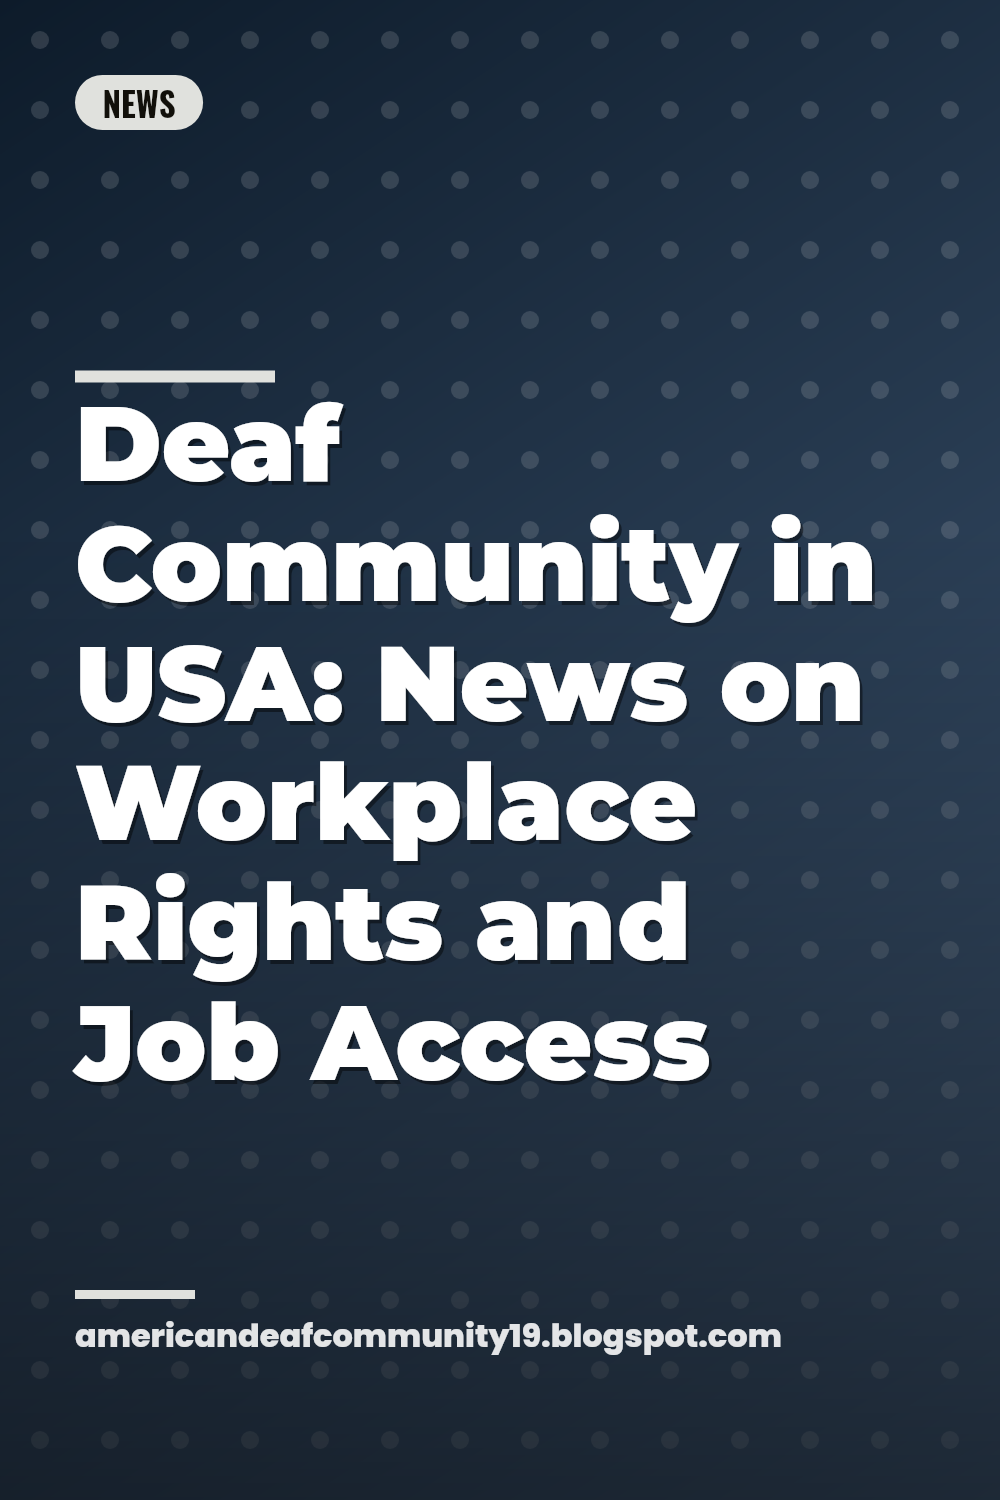 NEWS
Deaf
Community in
USA: News on
Workplace
Rights and
Job Access
americandeafcommunity19.blogspot.com